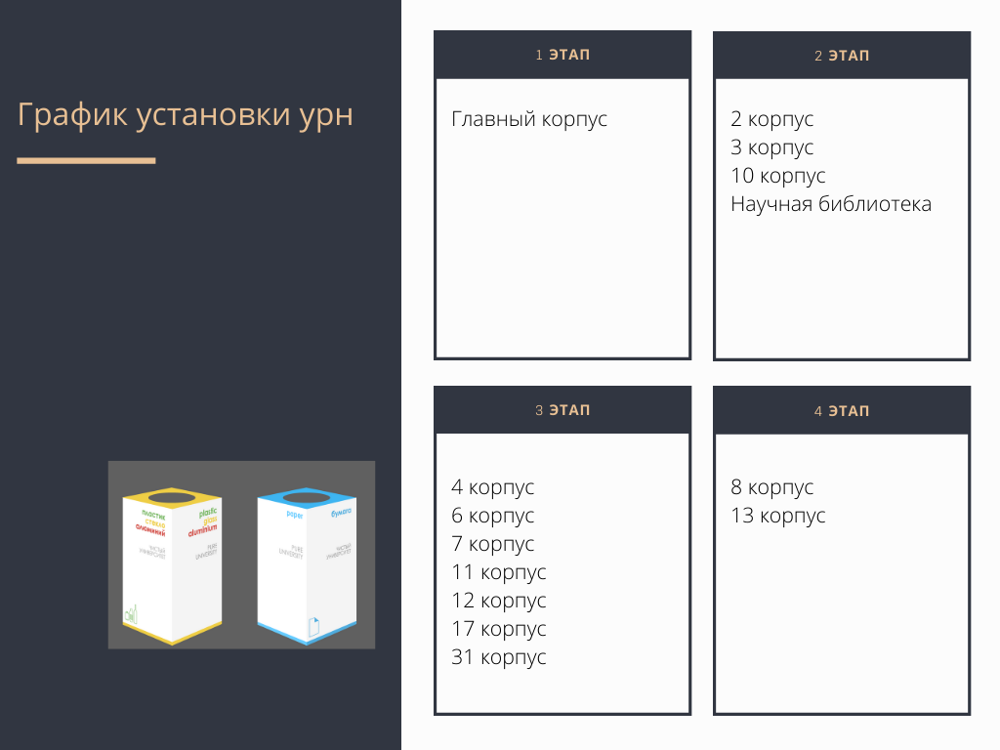 График установки урн
1 ЭТАП
Главный корпус
2 ЭТАП
2 корпус
3 корпус
10 корпус
Научная библиотека
3 ЭТАП
4 корпус
6 корпус
7 корпус
11 корпус
12 корпус
17 корпус
31 корпус
4 ЭТАП
8 корпус
13 корпус
пластик
стекло
алюминий
ЧИСТЫЙ
УНИВЕРСИТЕТ
plastic
glass
aluminium
PURE
UNIVERSITY
paper
PURE
UNIVERSITY
бумага
ЧИСТЫЙ
УНИВЕРСИТЕТ